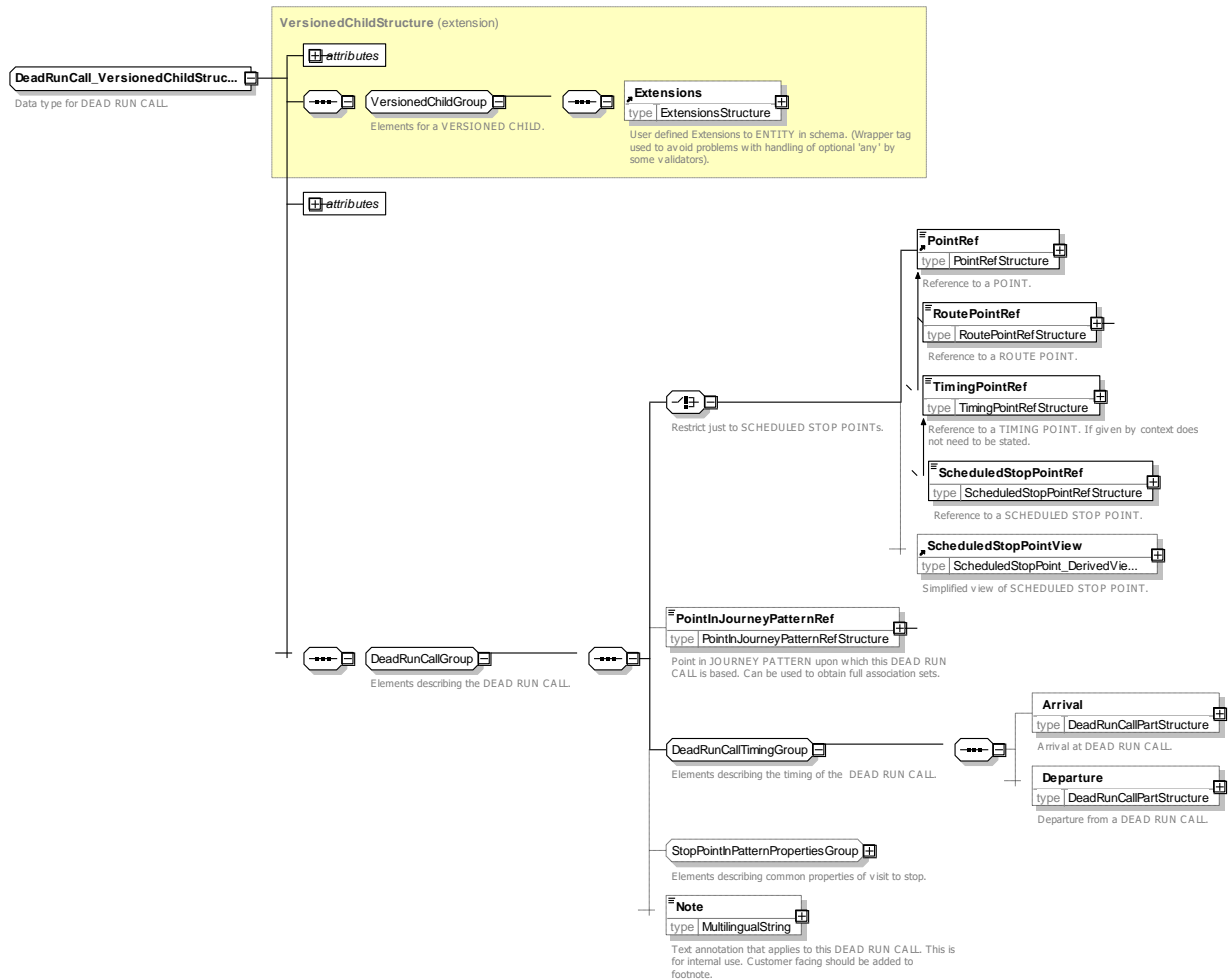 VersionedChildStructure (extension)
attributes
DeadRunCall_VersionedChildStruc...
Data type for DEAD RUN CALL.
VersionedChildGroup
Elements for a VERSIONED CHILD.
Extensions
type ExtensionsStructure
User defined Extensions to ENTITY in schema. (Wrapper tag
used to avoid problems with handling of optional 'any' by
some validators).
attributes
PointRef
type PointRefStructure
Reference to a POINT.
RoutePointRef
type RoutePointRefStructure
Reference to a ROUTE POINT.
TimingPointRef
type TimingPointRefStructure
Reference to a TIMING POINT. If given by context does
not need to be stated.
Restrict just to SCHEDULED STOP POINTs.
ScheduledStopPointRef
type ScheduledStopPointRefStructure
Reference to a SCHEDULED STOP POINT.
ScheduledStopPointView
type ScheduledStopPoint_DerivedVie...
Simplified view of SCHEDULED STOP POINT.
PointInJourneyPatternRef
type PointInJourneyPatternRefStructure
Point in JOURNEY PATTERN upon which this DEAD RUN
CALL is based. Can be used to obtain full association sets.
DeadRunCallGroup
Elements describing the DEAD RUN CALL.
Arrival
type DeadRunCallPartStructure
Arrival at DEAD RUN CALL.
DeadRunCallTimingGroup
Elements describing the timing of the  DEAD RUN CALL.
Departure
type DeadRunCallPartStructure
Departure from a DEAD RUN CALL.
StopPointInPatternPropertiesGroup
Elements describing common properties of visit to stop.
Note
type MultilingualString
Text annotation that applies to this DEAD RUN CALL. This is
for internal use. Customer facing should be added to
footnote.